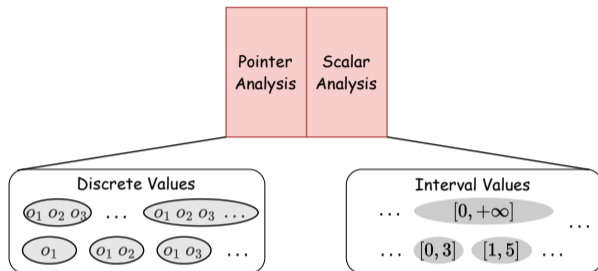 Pointer Analysis
Scalar Analysis
Discrete Values
o₁ o₂ o₃ ... o₁ o₂ o₃ ...
o₁ o₁ o₂ o₁ o₃ ...
Interval Values
... [0, +∞] ...
... [0, 3] [1, 5] ...